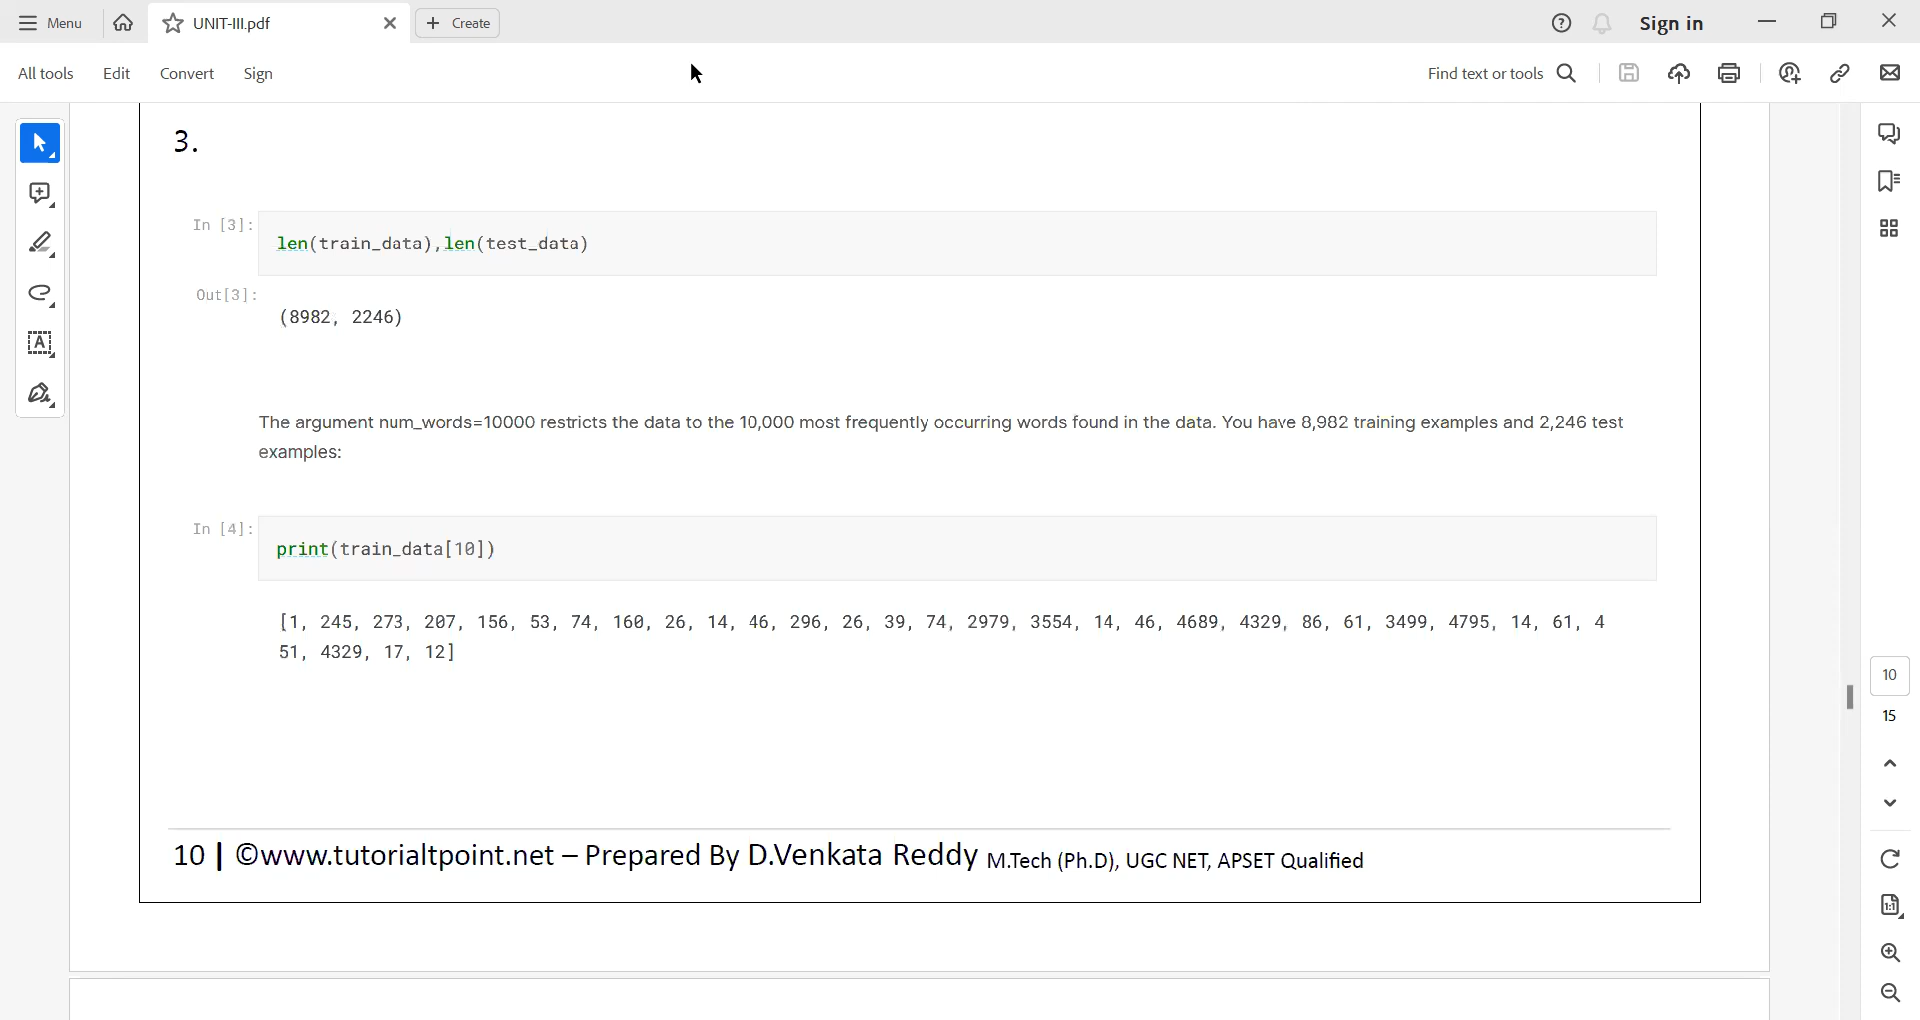 Menu
UNIT-III.pdf
Create
Sign in
All tools
Edit
Convert
Sign
Find text or tools
3.
In [3]:
len(train_data),len(test_data)
Out[3]:
(8982, 2246)
The argument num_words=10000 restricts the data to the 10,000 most frequently occurring words found in the data. You have 8,982 training examples and 2,246 test
examples:
In [4]:
print(train_data[10])
[1, 245, 273, 207, 156, 53, 74, 160, 26, 14, 46, 296, 26, 39, 74, 2979, 3554, 14, 46, 4689, 4329, 86, 61, 3499, 4795, 14, 61, 4
51, 4329, 17, 12]
10 | ©www.tutorialtpoint.net – Prepared By D.Venkata Reddy M.Tech (Ph.D), UGC NET, APSET Qualified
10
15